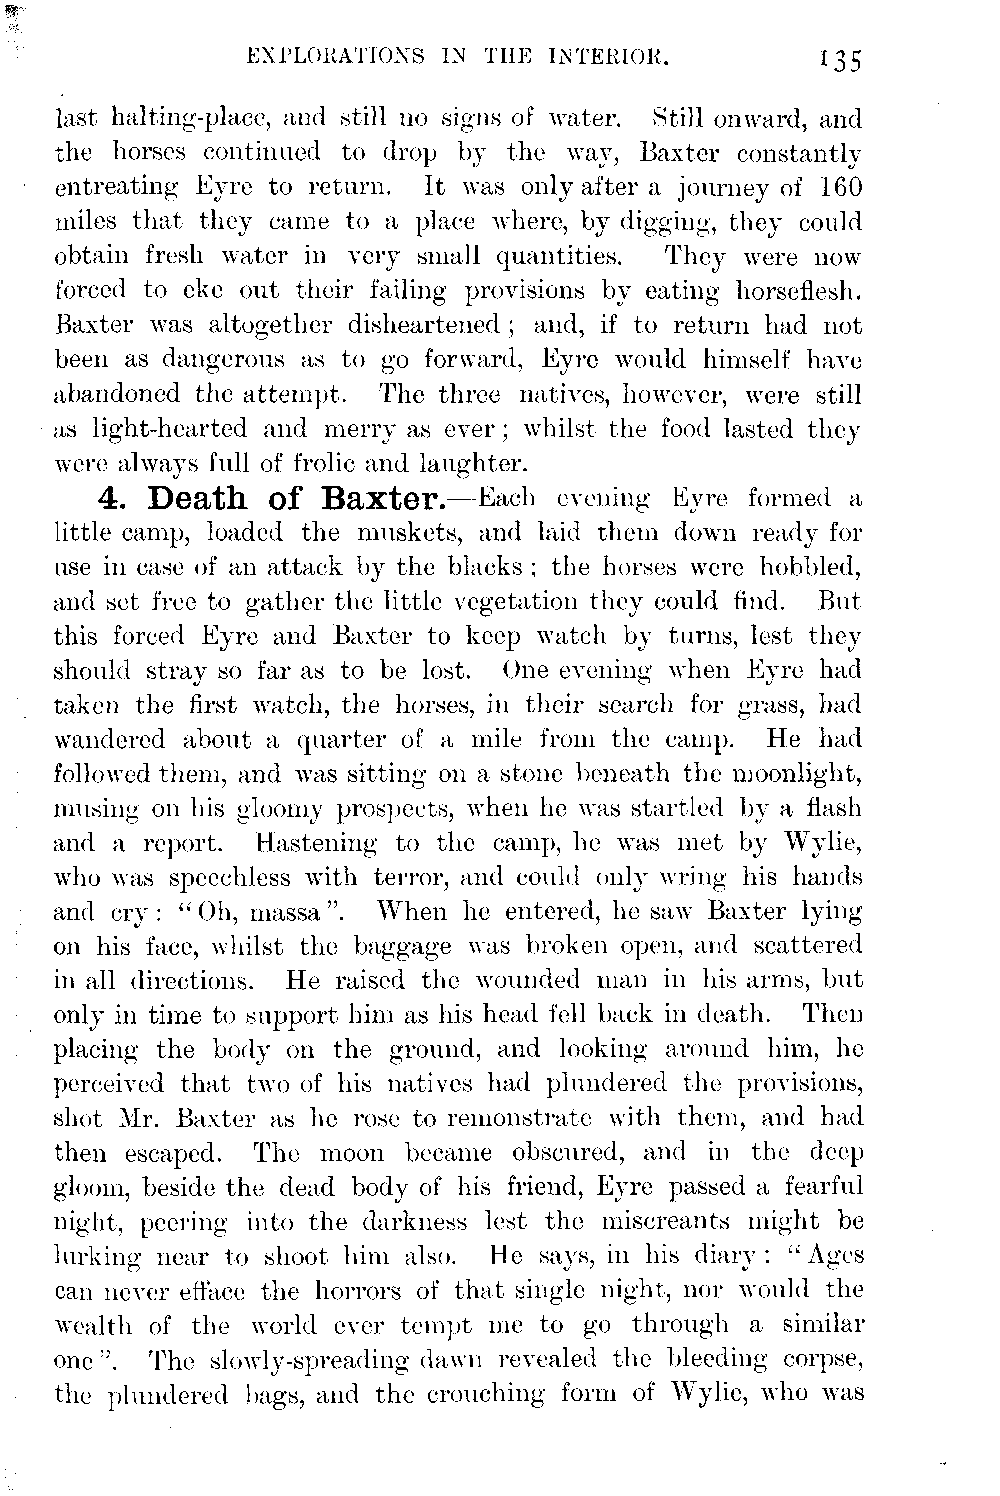 EXPLORATIONS IN THE INTERIOR. 135
last halting-place, and still no signs of water. Still onward, and
the horses continued to drop by the way, Baxter constantly
entreating Eyre to return. It was only after a journey of 160
miles that they came to a place where, by digging, they could
obtain fresh water in very small quantities. They were now
forced to eke out their failing provisions by eating horseflesh.
Baxter was altogether disheartened ; and, if to return had not
been as dangerous as to go forward, Eyre would himself have
abandoned the attempt. The three natives, however, were still
as light-hearted and merry as ever ; whilst the food lasted they
were always full of frolic and laughter.
4. Death of Baxter.—Each evening Eyre formed a
little camp, loaded the muskets, and laid them down ready for
use in case of an attack by the blacks ; the horses were hobbled,
and set free to gather the little vegetation they could find. But
this forced Eyre and Baxter to keep watch by turns, lest they
should stray so far as to be lost. One evening when Eyre had
taken the first watch, the horses, in their search for grass, had
wandered about a quarter of a mile from the camp. He had
followed them, and was sitting on a stone beneath the moonlight,
musing on his gloomy prospects, when he was startled by a flash
and a report. Hastening to the camp, he was met by Wylie,
who was speechless with terror, and could only wring his hands
and cry : “Oh, massa”. When he entered, he saw Baxter lying
on his face, whilst the baggage was broken open, and scattered
in all directions. He raised the wounded man in his arms, but
only in time to support him as his head fell back in death. Then
placing the body on the ground, and looking around him, he
perceived that two of his natives had plundered the provisions,
shot Mr. Baxter as he rose to remonstrate with them, and had
then escaped. The moon became obscured, and in the deep
gloom, beside the dead body of his friend, Eyre passed a fearful
night, peering into the darkness lest the miscreants might be
lurking near to shoot him also. He says, in his diary : “Ages
can never efface the horrors of that single night, nor would the
wealth of the world ever tempt me to go through a similar
one”. The slowly-spreading dawn revealed the bleeding corpse,
the plundered bags, and the crouching form of Wylie, who was